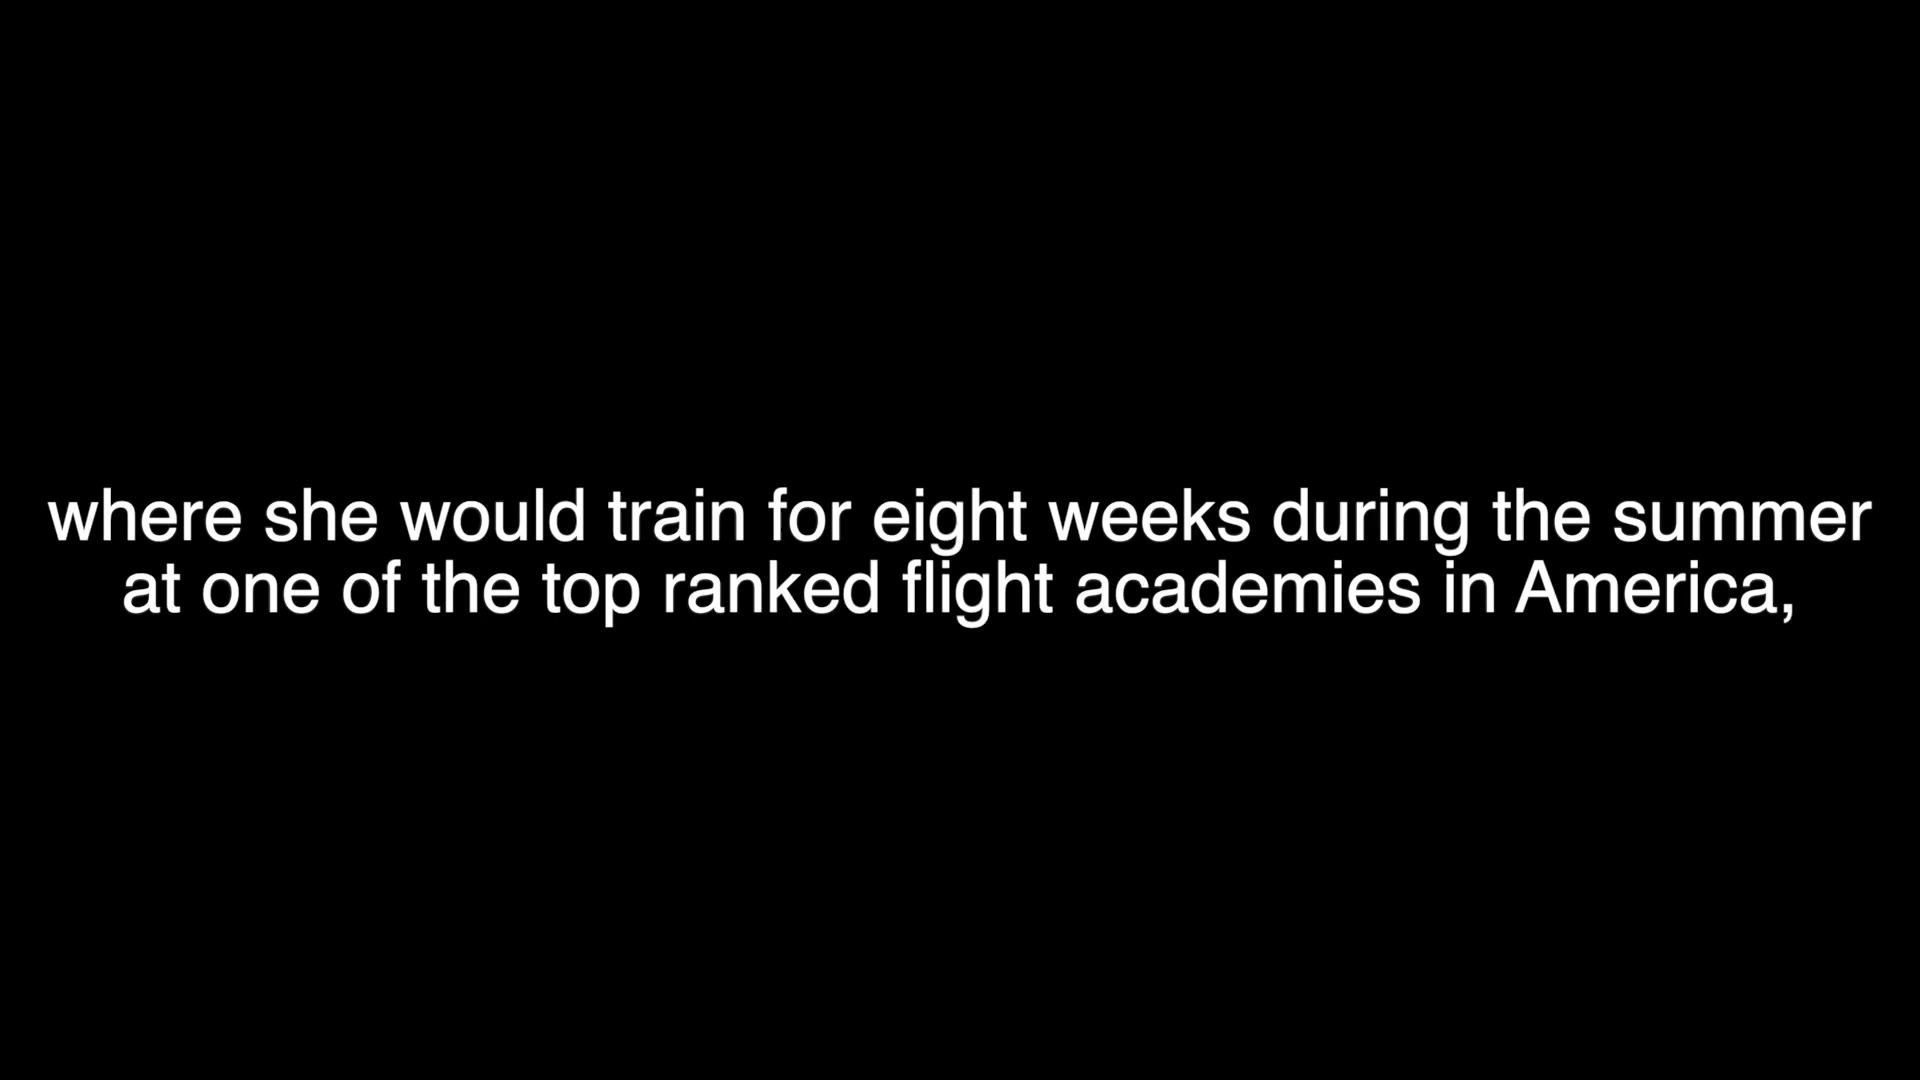 where she would train for eight weeks during the summer
at one of the top ranked flight academies in America,